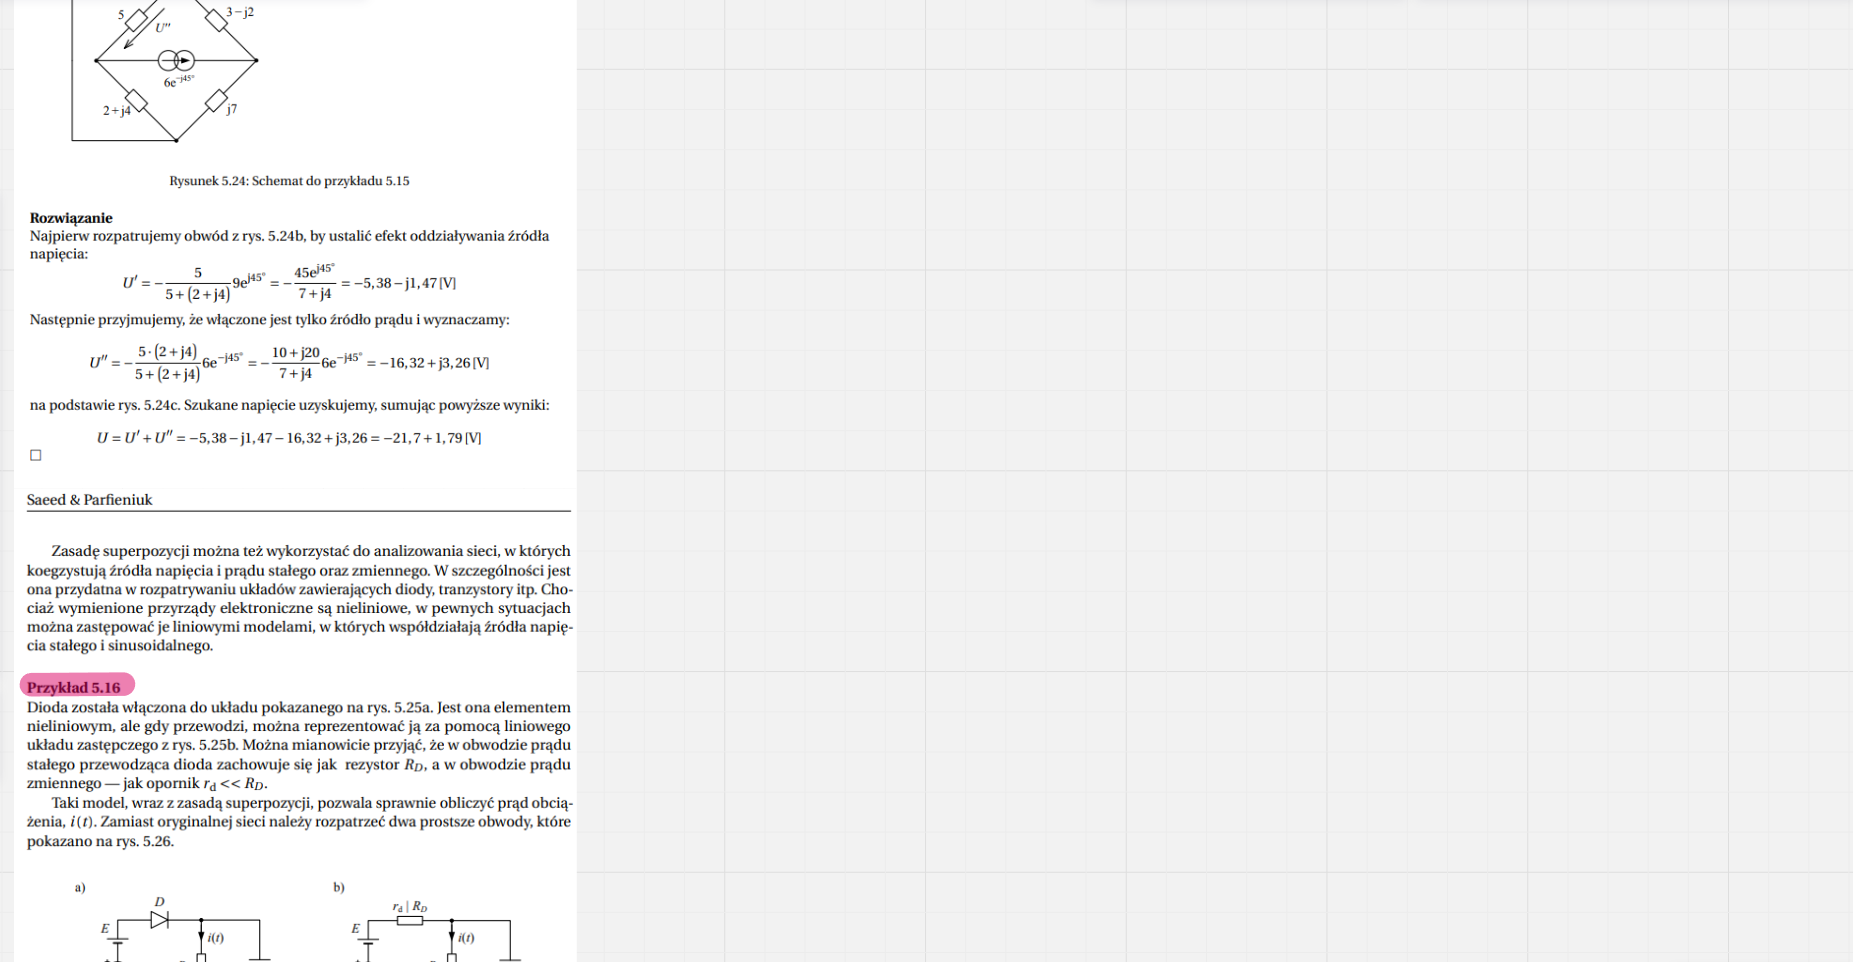 5
3−j2
U″
6e^−j45°
2+j4
j7
Rysunek 5.24: Schemat do przykładu 5.15
Rozwiązanie
Najpierw rozpatrujemy obwód z rys. 5.24b, by ustalić efekt oddziaływania źródła
napięcia:
U′ = − 5 / (5+(2+j4)) 9e^j45° = − 45e^j45° / (7+j4) = −5,38−j1,47[V]
Następnie przyjmujemy, że włączone jest tylko źródło prądu i wyznaczamy:
U″ = − 5·(2+j4) / (5+(2+j4)) 6e^−j45° = − (10+j20) / (7+j4) 6e^−j45° = −16,32+j3,26[V]
na podstawie rys. 5.24c. Szukane napięcie uzyskujemy, sumując powyższe wyniki:
U = U′ + U″ = −5,38−j1,47−16,32+j3,26 = −21,7+1,79[V]
□
Saeed & Parfieniuk
Zasadę superpozycji można też wykorzystać do analizowania sieci, w których
koegzystują źródła napięcia i prądu stałego oraz zmiennego. W szczególności jest
ona przydatna w rozpatrywaniu układów zawierających diody, tranzystory itp. Cho-
ciaż wymienione przyrządy elektroniczne są nieliniowe, w pewnych sytuacjach
można zastępować je liniowymi modelami, w których współdziałają źródła napię-
cia stałego i sinusoidalnego.
Przykład 5.16
Dioda została włączona do układu pokazanego na rys. 5.25a. Jest ona elementem
nieliniowym, ale gdy przewodzi, można reprezentować ją za pomocą liniowego
układu zastępczego z rys. 5.25b. Można mianowicie przyjąć, że w obwodzie prądu
stałego przewodząca dioda zachowuje się jak rezystor R_D, a w obwodzie prądu
zmiennego — jak opornik r_d << R_D.
Taki model, wraz z zasadą superpozycji, pozwala sprawnie obliczyć prąd obcią-
żenia, i(t). Zamiast oryginalnej sieci należy rozpatrzeć dwa prostsze obwody, które
pokazano na rys. 5.26.
a)
b)
D
r_d | R_D
E
E
i(t)
i(t)